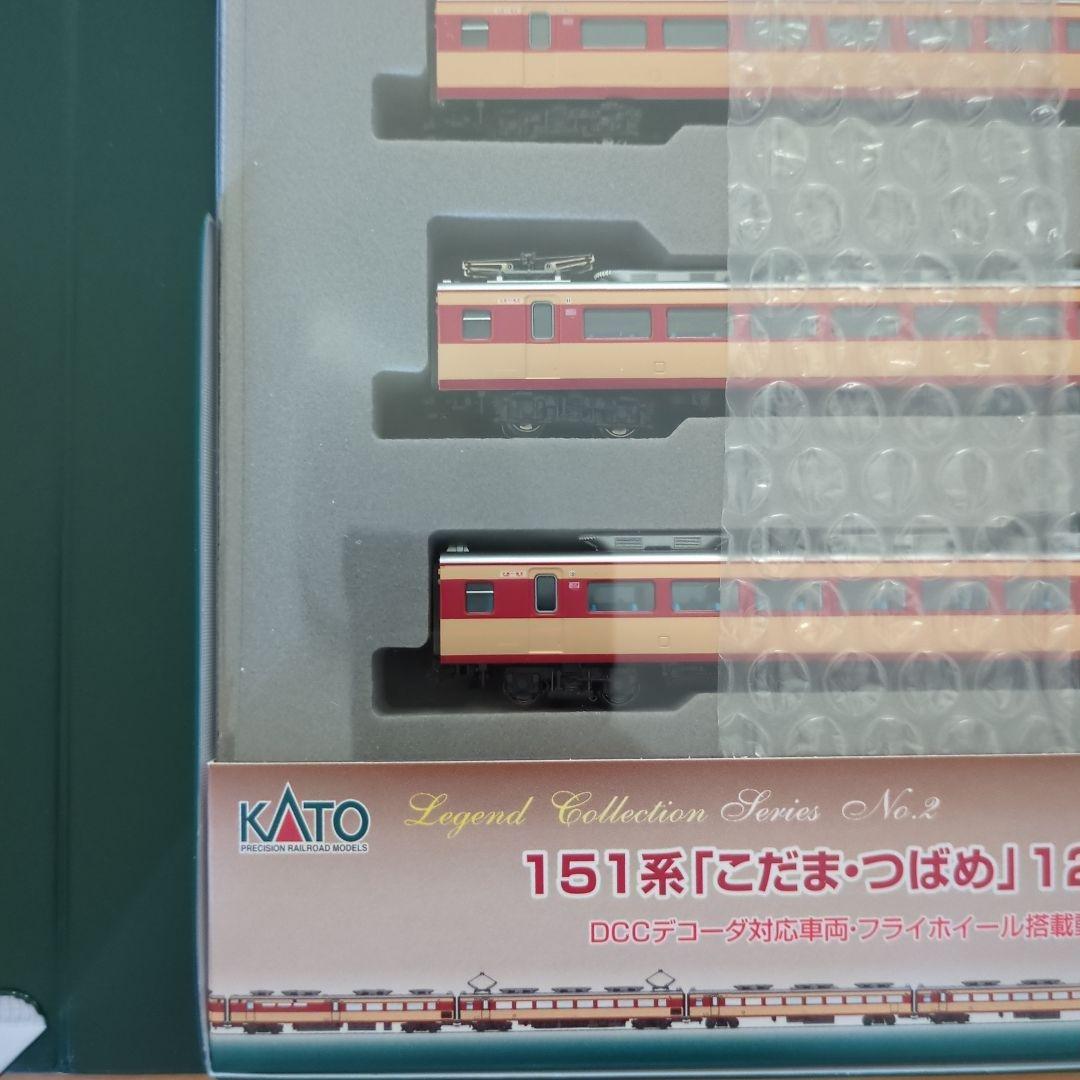 KATO
PRECISION RAILROAD MODELS
Legend Collection Series No.2
151系「こだま・つばめ」12
DCCデコーダ対応車両・フライホイール搭載動